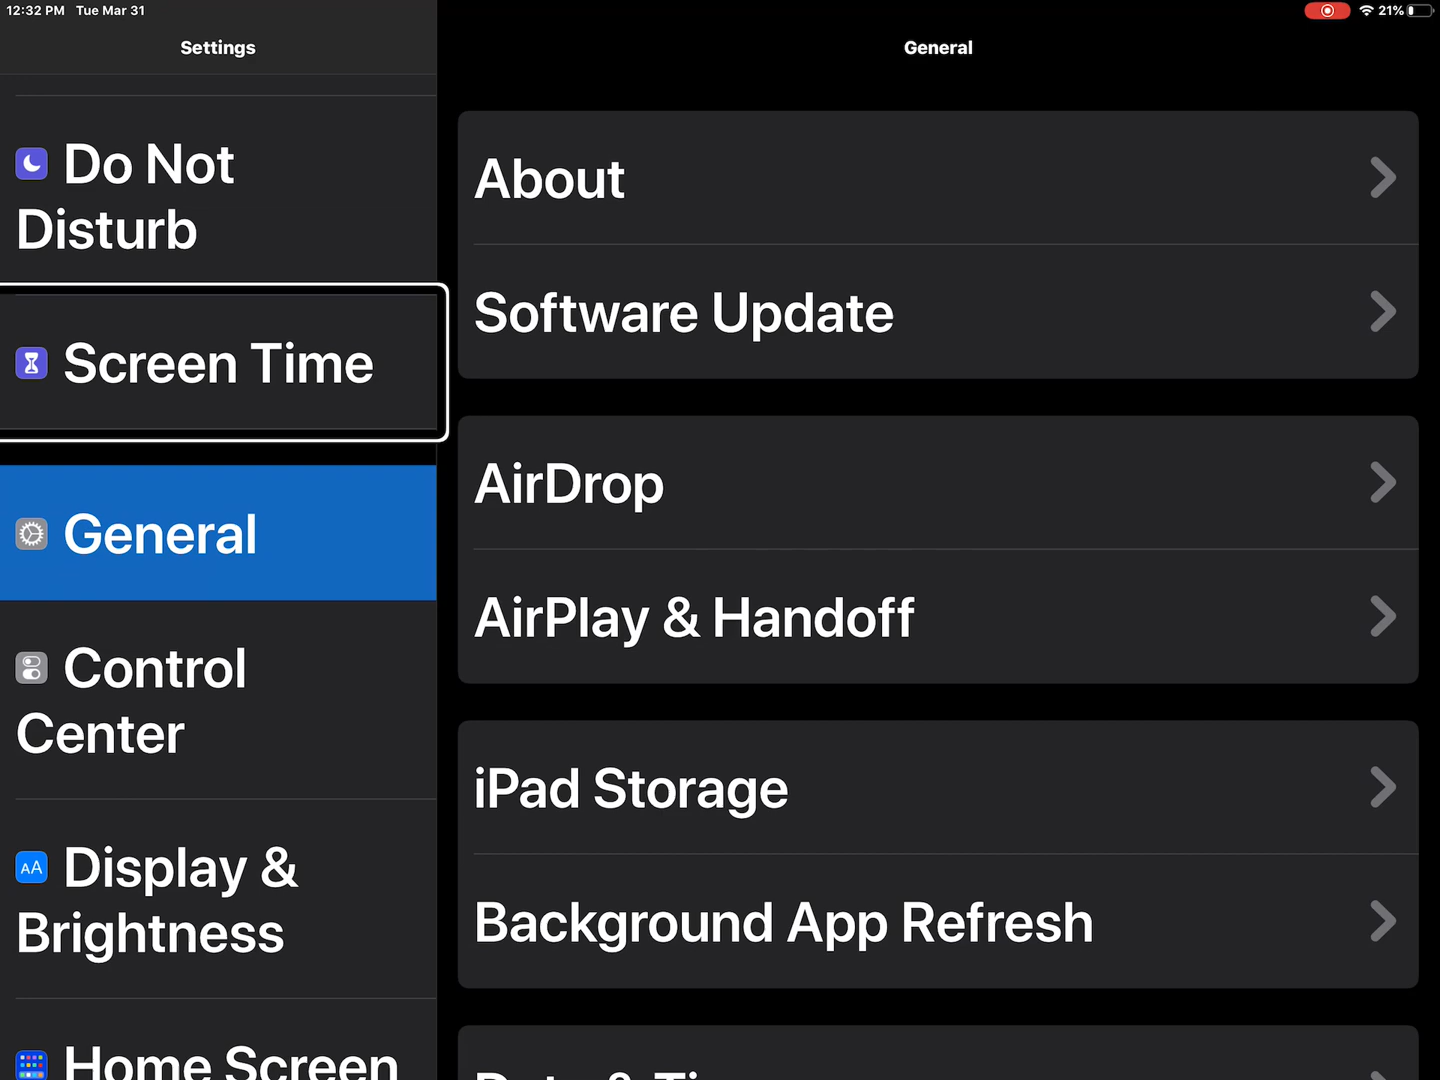 12:32 PM Tue Mar 31
21%
Settings
Do Not
Disturb
Screen Time
General
Control
Center
AA Display &
Brightness
Home Screen
General
About
Software Update
AirDrop
AirPlay & Handoff
iPad Storage
Background App Refresh